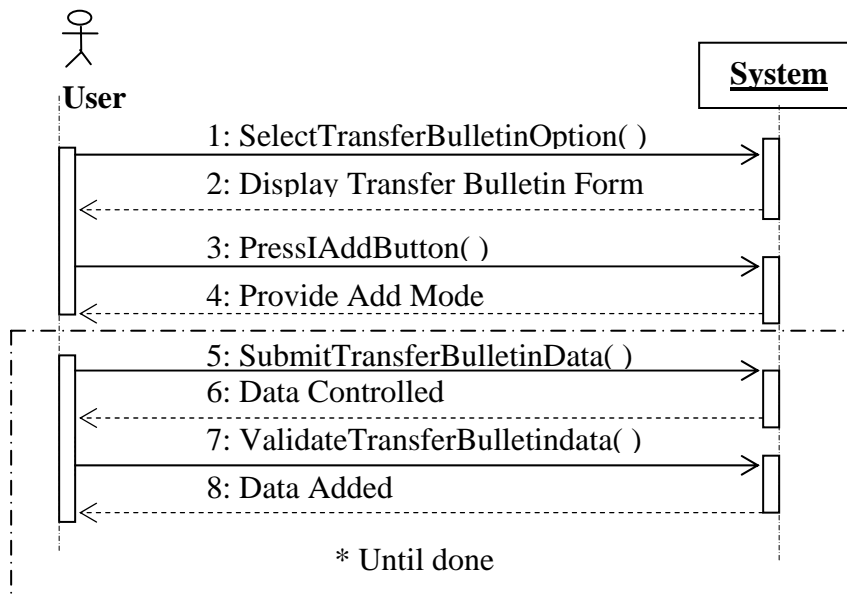 User
System
1: SelectTransferBulletinOption( )
2: Display Transfer Bulletin Form
3: PressIAddButton( )
4: Provide Add Mode
5: SubmitTransferBulletinData( )
6: Data Controlled
7: ValidateTransferBulletindata( )
8: Data Added
* Until done